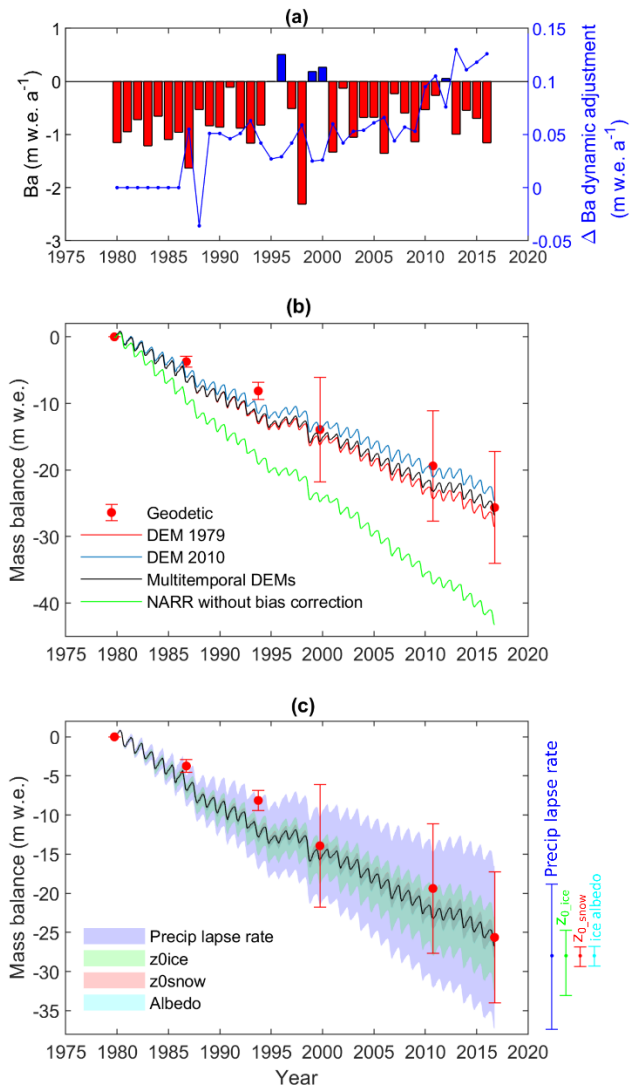 (a)
Ba (m w.e. a⁻¹)
1
0
-1
-2
-3
0.15
0.10
0.05
0
-0.05
Δ Ba dynamic adjustment
(m w.e. a⁻¹)
1975 1980 1985 1990 1995 2000 2005 2010 2015 2020
(b)
Mass balance (m w.e.)
0
-10
-20
-30
-40
Geodetic
DEM 1979
DEM 2010
Multitemporal DEMs
NARR without bias correction
1975 1980 1985 1990 1995 2000 2005 2010 2015 2020
(c)
Mass balance (m w.e.)
0
-5
-10
-15
-20
-25
-30
-35
Precip lapse rate
z0ice
z0snow
Albedo
1975 1980 1985 1990 1995 2000 2005 2010 2015 2020
Year
Precip lapse rate
z0_ice
z0_snow
ice albedo